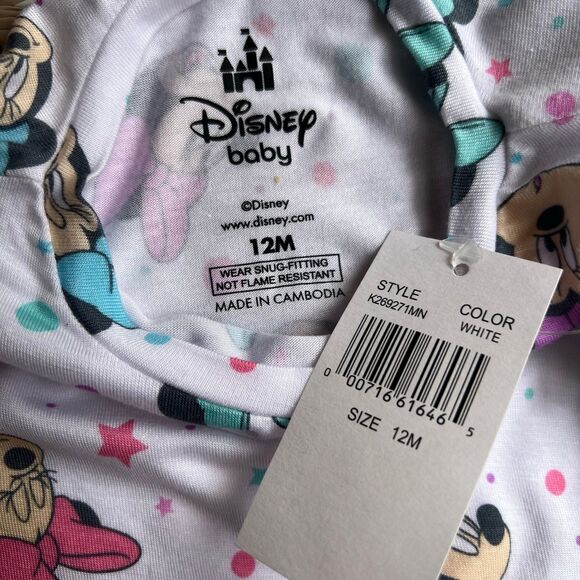 Disney
baby
©Disney
www.disney.com
12M
WEAR SNUG-FITTING
NOT FLAME RESISTANT
MADE IN CAMBODIA
STYLE COLOR
K269271MN WHITE
0 00716 61646 5
SIZE 12M